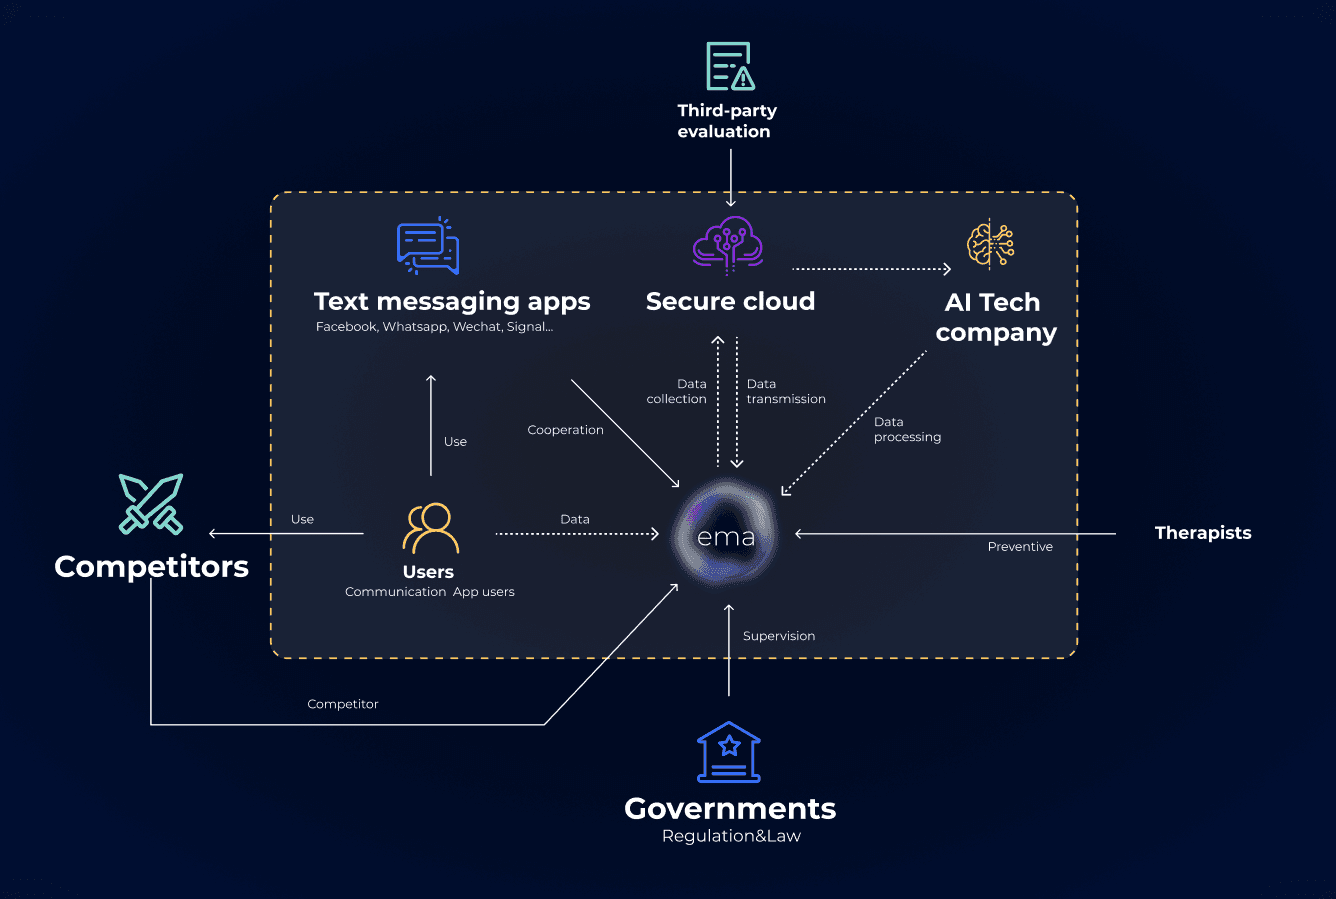 Third-party
evaluation
Text messaging apps
Facebook, Whatsapp, Wechat, Signal...
Secure cloud
AI Tech
company
Data
collection
Data
transmission
Cooperation
Data
processing
Use
Competitors
Use
Users
Communication  App users
Data
ema
Preventive
Therapists
Supervision
Competitor
Governments
Regulation&Law